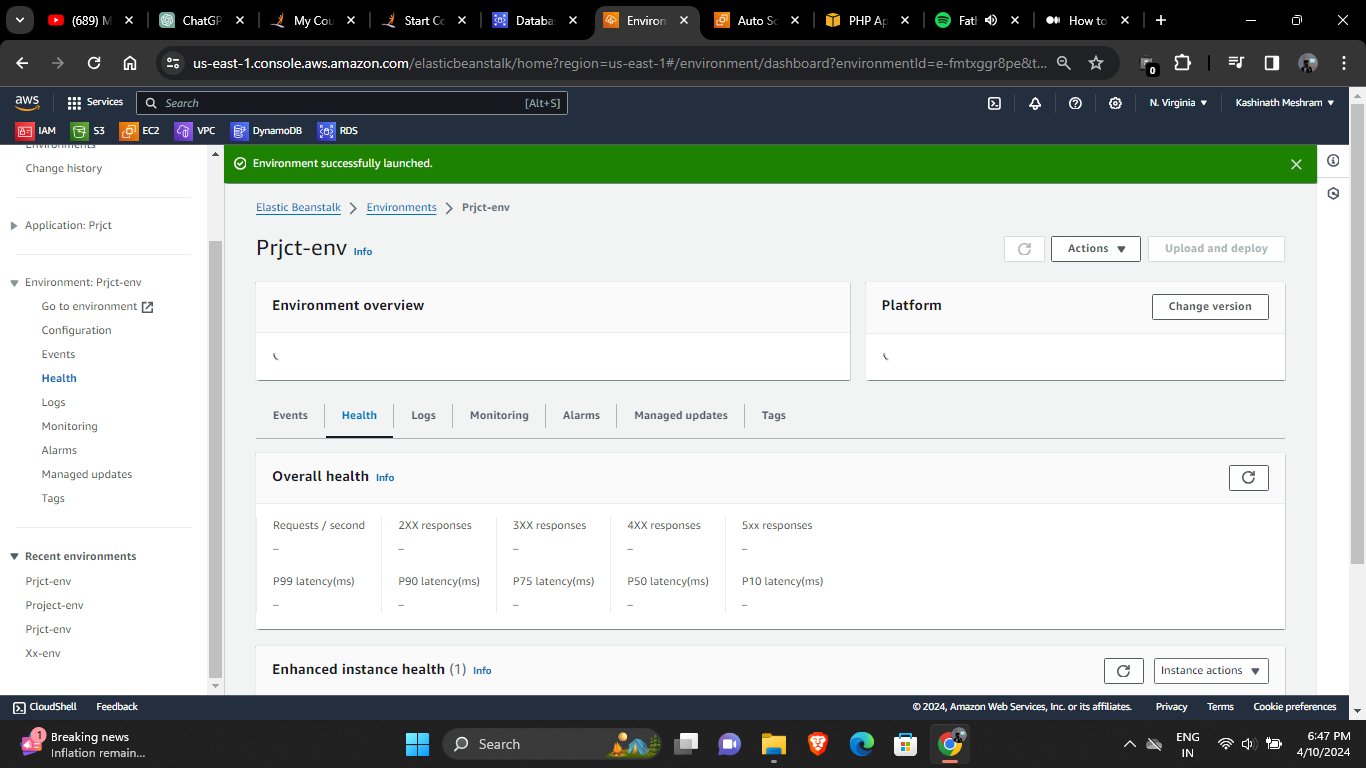 (689) M
ChatGP
My Cou
Start Co
Databa
Environ
Auto Sc
PHP Ap
Fat
How to
us-east-1.console.aws.amazon.com/elasticbeanstalk/home?region=us-east-1#/environment/dashboard?environmentId=e-fmtxggr8pe&t...
0
aws
Services
Search
[Alt+S]
N. Virginia
Kashinath Meshram
IAM
S3
EC2
VPC
DynamoDB
RDS
Environments
Change history
Application: Prjct
Environment: Prjct-env
Go to environment
Configuration
Events
Health
Logs
Monitoring
Alarms
Managed updates
Tags
Recent environments
Prjct-env
Project-env
Prjct-env
Xx-env
Environment successfully launched.
Elastic Beanstalk
Environments
Prjct-env
Prjct-env Info
Actions
Upload and deploy
Environment overview
Platform
Change version
Events
Health
Logs
Monitoring
Alarms
Managed updates
Tags
Overall health Info
Requests / second
–
2XX responses
–
3XX responses
–
4XX responses
–
5xx responses
–
P99 latency(ms)
–
P90 latency(ms)
–
P75 latency(ms)
–
P50 latency(ms)
–
P10 latency(ms)
–
Enhanced instance health (1) Info
Instance actions
CloudShell
Feedback
© 2024, Amazon Web Services, Inc. or its affiliates.
Privacy
Terms
Cookie preferences
1
Breaking news
Inflation remain...
Search
ENG
IN
6:47 PM
4/10/2024